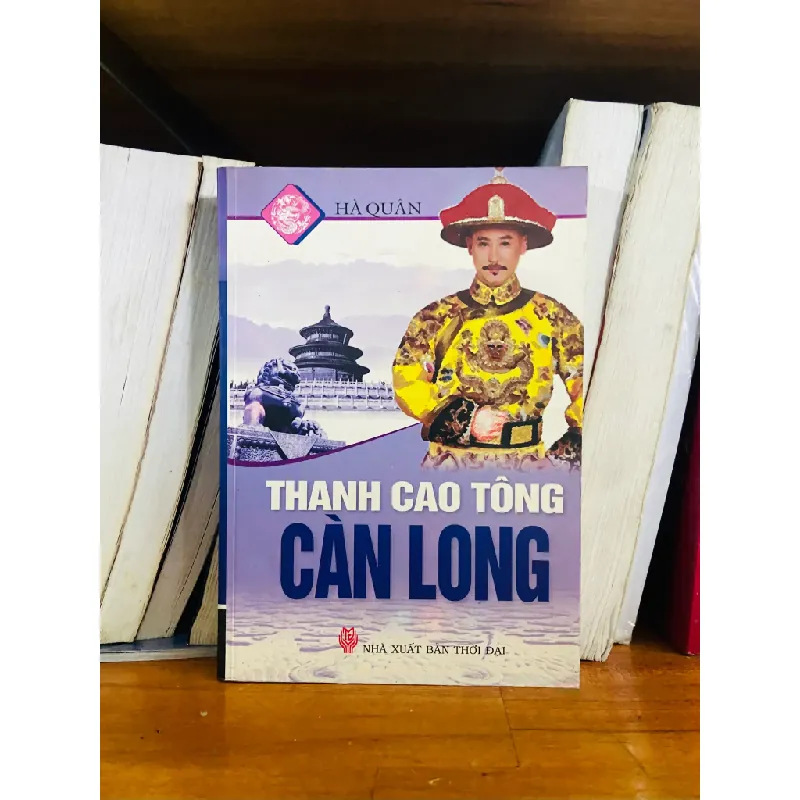 HÀ QUÂN
THANH CAO TÔNG
CÀN LONG
NHÀ XUẤT BẢN THỜI ĐẠI